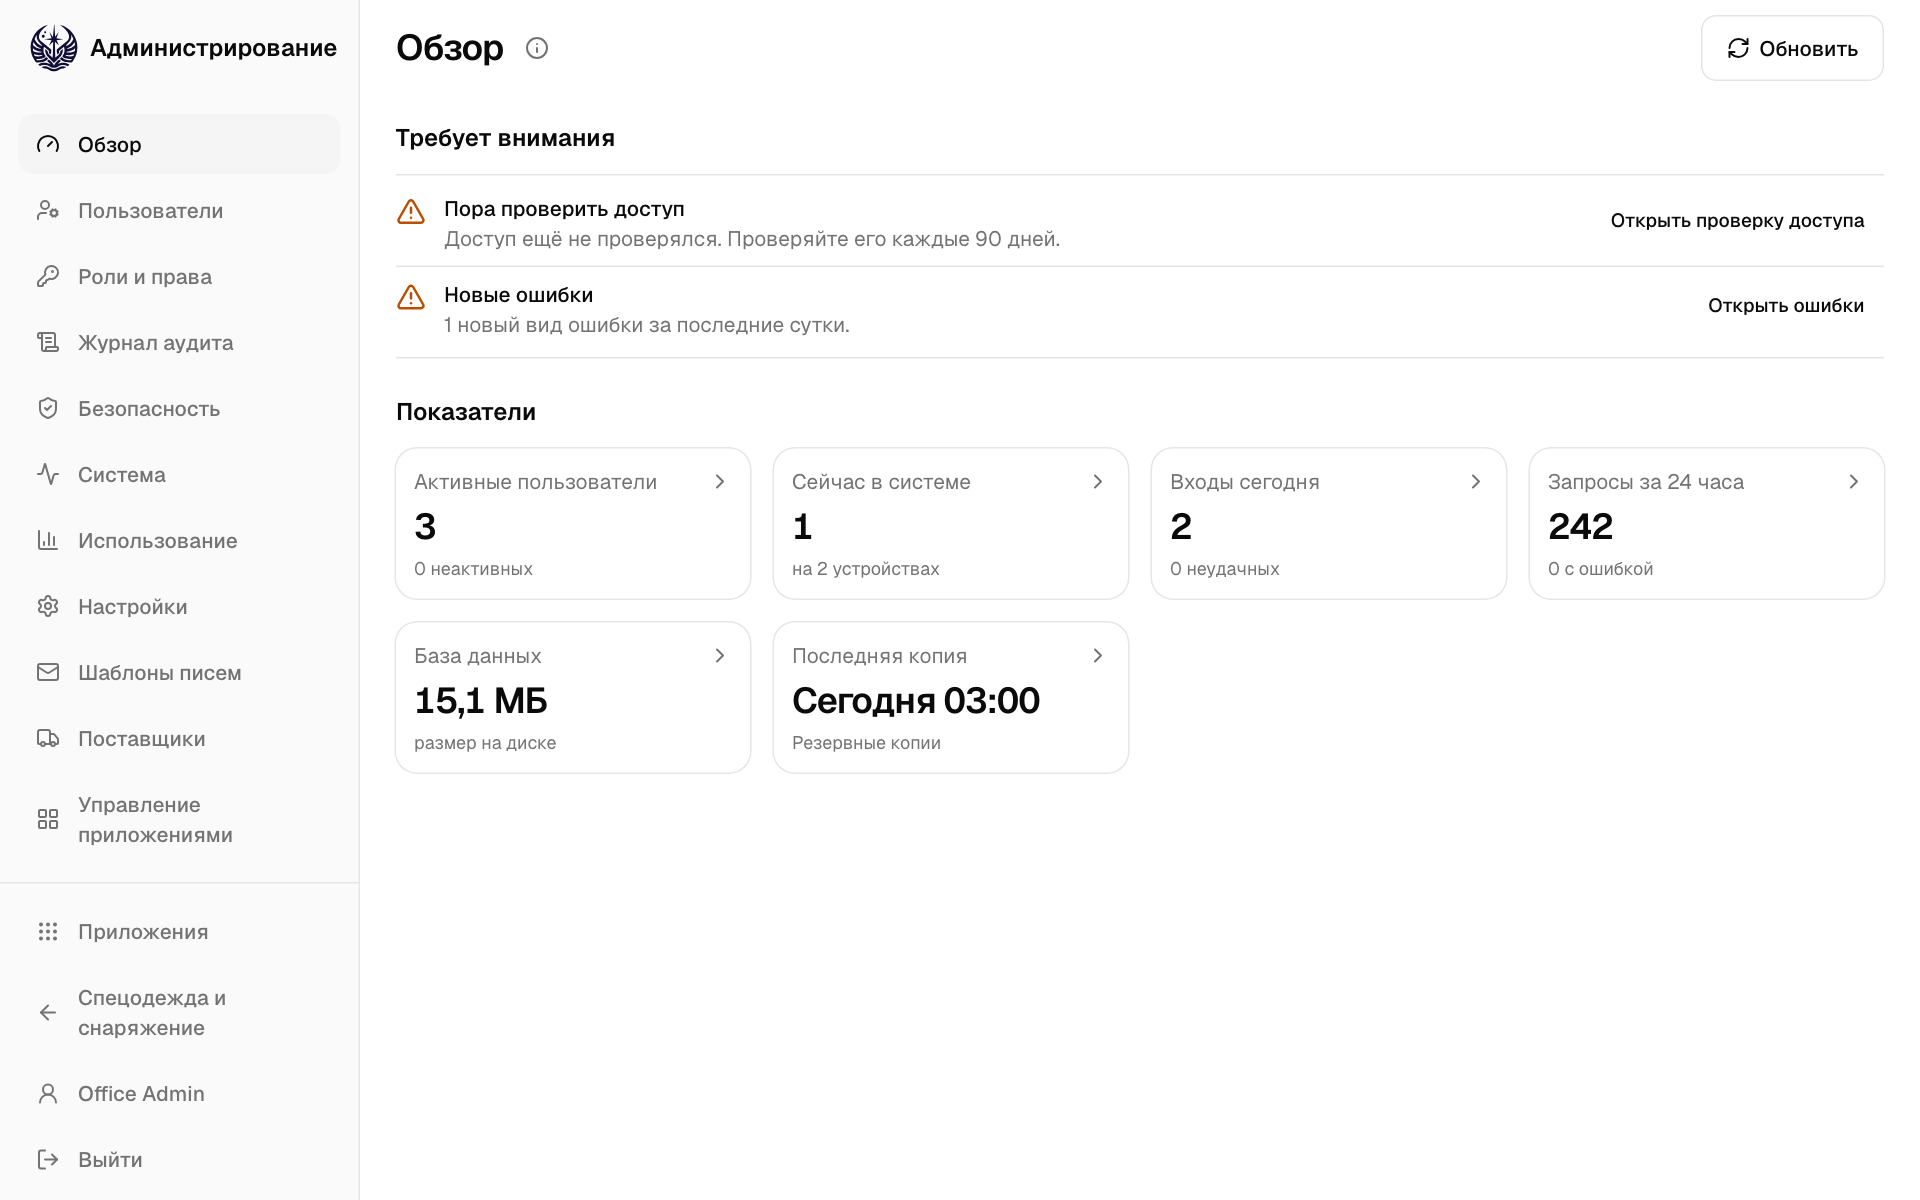 Администрирование
Обзор
Пользователи
Роли и права
Журнал аудита
Безопасность
Система
Использование
Настройки
Шаблоны писем
Поставщики
Управление
приложениями
Приложения
Спецодежда и
снаряжение
Office Admin
Выйти
Обзор
Обновить
Требует внимания
Пора проверить доступ
Доступ ещё не проверялся. Проверяйте его каждые 90 дней.
Открыть проверку доступа
Новые ошибки
1 новый вид ошибки за последние сутки.
Открыть ошибки
Показатели
Активные пользователи
3
0 неактивных
Сейчас в системе
1
на 2 устройствах
Входы сегодня
2
0 неудачных
Запросы за 24 часа
242
0 с ошибкой
База данных
15,1 МБ
размер на диске
Последняя копия
Сегодня 03:00
Резервные копии